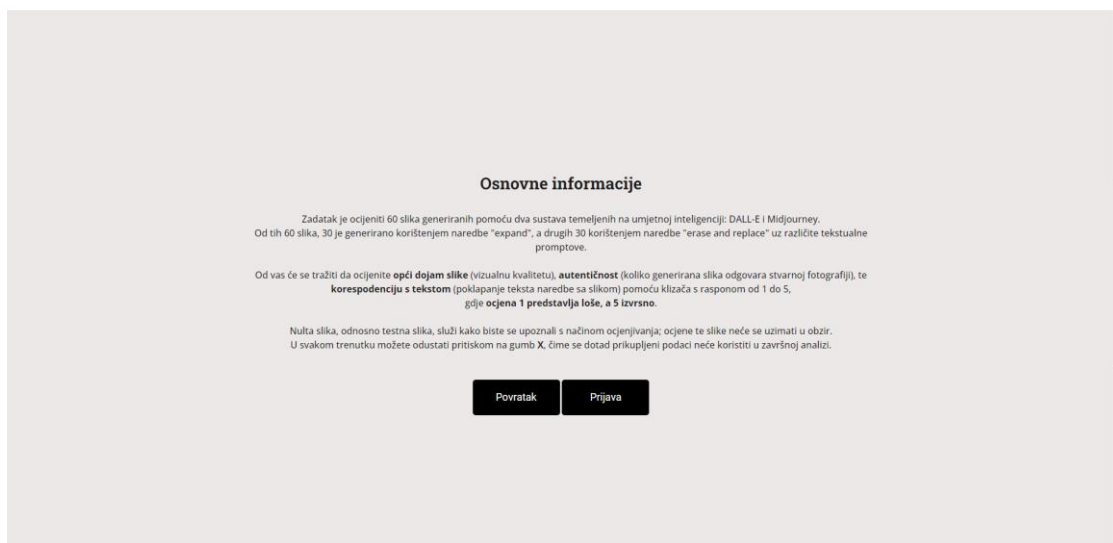 Osnovne informacije
Zadatak je ocijeniti 60 slika generiranih pomoću dva sustava temeljenih na umjetnoj inteligenciji: DALL-E i Midjourney.
Od tih 60 slika, 30 je generirano korištenjem naredbe "expand", a drugih 30 korištenjem naredbe "erase and replace" uz različite tekstualne
promptove.
Od vas će se tražiti da ocijenite opći dojam slike (vizualnu kvalitetu), autentičnost (koliko generirana slika odgovara stvarnoj fotografiji), te
korespodenciju s tekstom (poklapanje teksta naredbe sa slikom) pomoću klizača s rasponom od 1 do 5,
gdje ocjena 1 predstavlja loše, a 5 izvrsno.
Nulta slika, odnosno testna slika, služi kako biste se upoznali s načinom ocjenjivanja; ocjene te slike neće se uzimati u obzir.
U svakom trenutku možete odustati pritiskom na gumb X, čime se dotad prikupljeni podaci neće koristiti u završnoj analizi.
Povratak Prijava